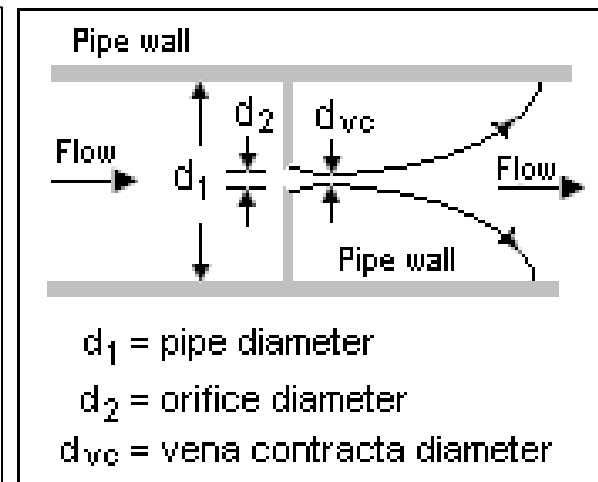 Pipe wall
d2 dvc
Flow d1 Flow
Pipe wall
d1 = pipe diameter
d2 = orifice diameter
dvc = vena contracta diameter